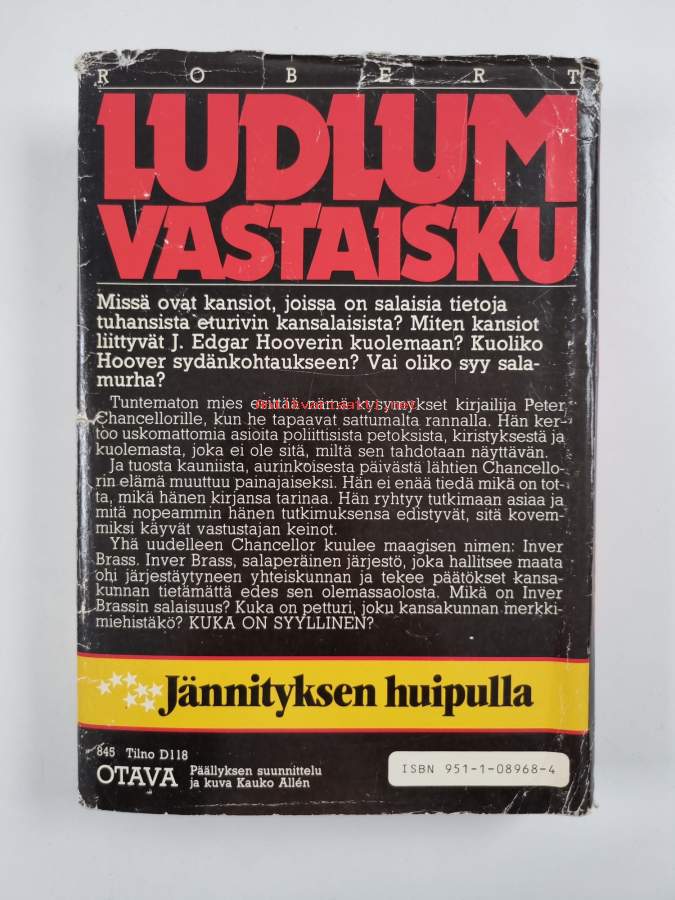 ROBERT
LUDLUM
VASTAISKU
Missä ovat kansiot, joissa on salaisia tietoja
tuhansista eturivin kansalaisista? Miten kansiot
liittyvät J. Edgar Hooverin kuolemaan? Kuoliko
Hoover sydänkohtaukseen? Vai oliko syy sala-
murha?
Tuntematon mies esittää nämä kysymykset kirjailija Peter
Chancellorille, kun he tapaavat sattumalta rannalla. Hän ker-
too uskomattomia asioita poliittisista petoksista, kiristyksestä ja
kuolemasta, joka ei ole sitä, miltä sen tahdotaan näyttävän.
Ja tuosta kauniista, aurinkoisesta päivästä lähtien Chancello-
rin elämä muuttuu painajaiseksi. Hän ei enää tiedä mikä on tot-
ta, mikä hänen kirjansa tarinaa. Hän ryhtyy tutkimaan asiaa ja
mitä nopeammin hänen tutkimuksensa edistyvät, sitä kovem-
miksi käyvät vastustajan keinot.
Yhä uudelleen Chancellor kuulee maagisen nimen: Inver
Brass. Inver Brass, salaperäinen järjestö, joka hallitsee maata
ohi järjestäytyneen yhteiskunnan ja tekee päätökset kansa-
kunnan tietämättä edes sen olemassaolosta. Mikä on Inver
Brassin salaisuus? Kuka on petturi, joku kansakunnan merkki-
miehistäkö? KUKA ON SYYLLINEN?
Jännityksen huipulla
845 Tilno D118
OTAVA Päällyksen suunnittelu
ja kuva Kauko Allén
ISBN 951-1-08968-4